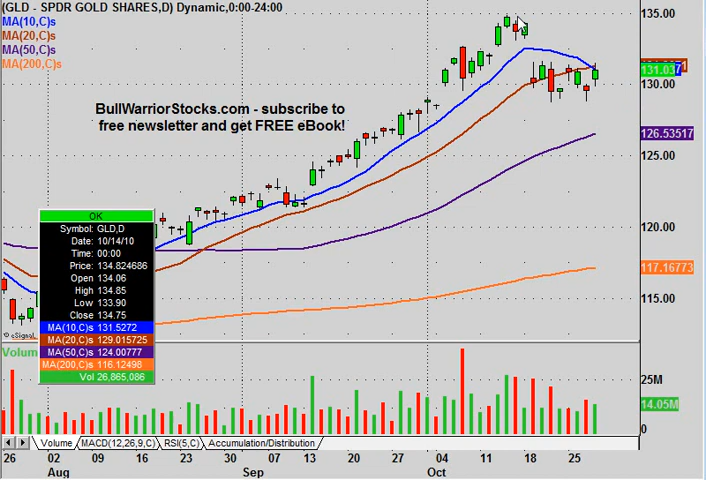 (GLD - SPDR GOLD SHARES,D) Dynamic,0:00-24:00
MA(10,C)s
MA(20,C)s
MA(50,C)s
MA(200,C)s
135.00
131.03
130.00
126.53517
125.00
120.00
117.16773
115.00
BullWarriorStocks.com - subscribe to
free newsletter and get FREE eBook!
OK
Symbol: GLD,D
Date: 10/14/10
Time: 00:00
Price: 134.824686
Open 134.06
High 134.85
Low 133.90
Close 134.75
MA(10,C)s 131.5272
MA(20,C)s 129.015725
MA(50,C)s 124.00777
MA(200,C)s 116.12498
Vol 26,865,086
© eSignal
Volume
25M
14.05M
0
Volume MACD(12,26,9,C) RSI(5,C) Accumulation/Distribution
26 02 09 16 23 30 07 13 20 27 04 11 18 25
Aug Sep Oct